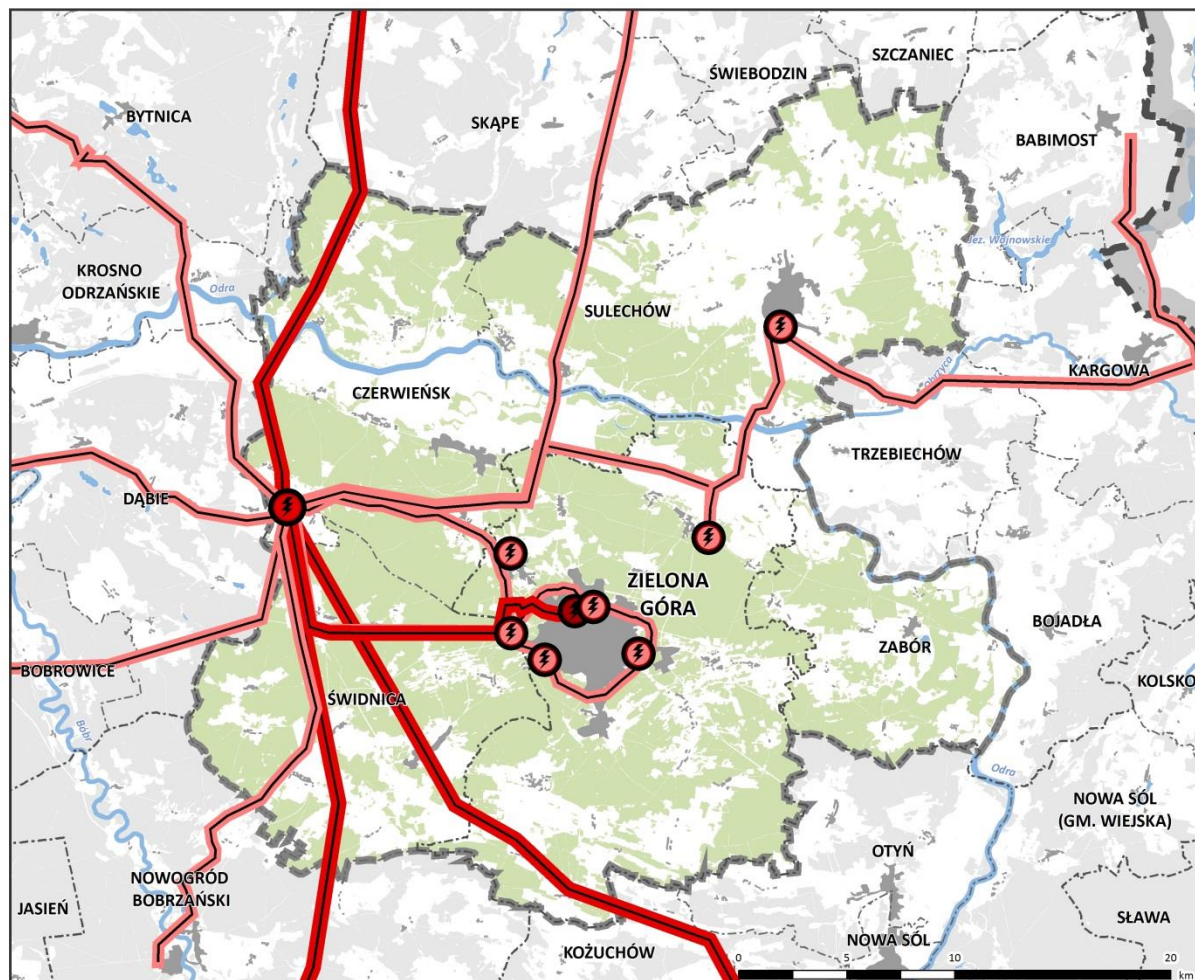 SZCZANIEC
ŚWIEBODZIN
BYTNICA
SKĄPE
BABIMOST
Jez. Wojnowskie
KROSNO
ODRZAŃSKIE
Odra
SULECHÓW
Obrzyca
KARGOWA
CZERWIEŃSK
TRZEBIECHÓW
DĄBIE
ZIELONA
GÓRA
BOJADŁA
ZABÓR
BOBROWICE
KOLSKO
ŚWIDNICA
Bóbr
Odra
NOWA SÓL
(GM. WIEJSKA)
OTYŃ
NOWOGRÓD
BOBRZAŃSKI
JASIEŃ
SŁAWA
KOŻUCHÓW
NOWA SÓL
0 5 10 20
km